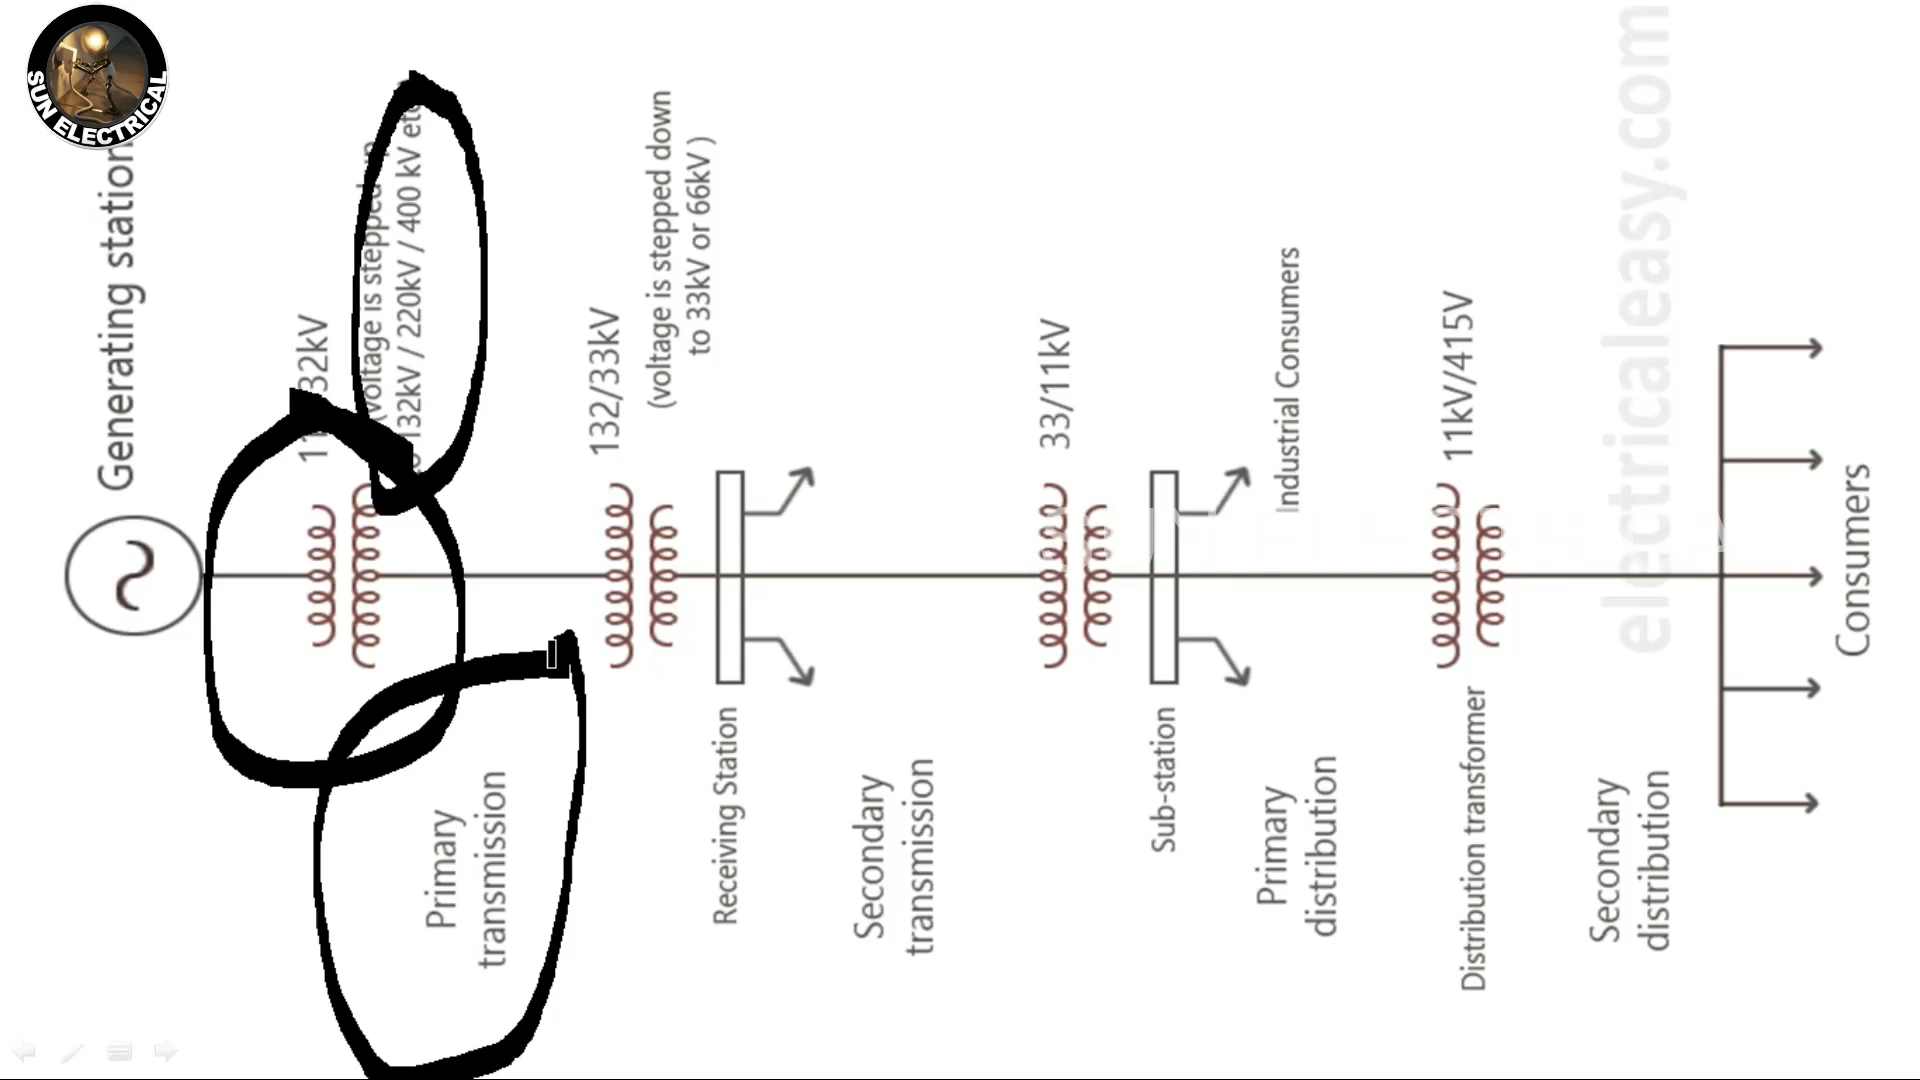 SUN ELECTRICAL
Generating station
132kV / 220kV / 400 kV
132/33kV
(voltage is stepped down
to 33kV or 66kV )
33/11kV
Industrial Consumers
11kV/415V
electricaleasy.com
Consumers
Primary
transmission
Receiving Station
Secondary
transmission
Sub-station
Primary
distribution
Distribution transformer
Secondary
distribution